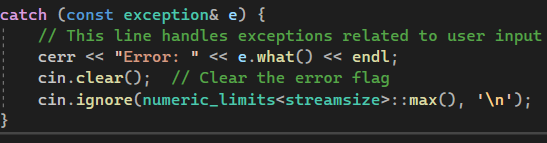 catch (const exception& e) {
    // This line handles exceptions related to user input
    cerr << "Error: " << e.what() << endl;
    cin.clear();  // Clear the error flag
    cin.ignore(numeric_limits<streamsize>::max(), '\n');
}